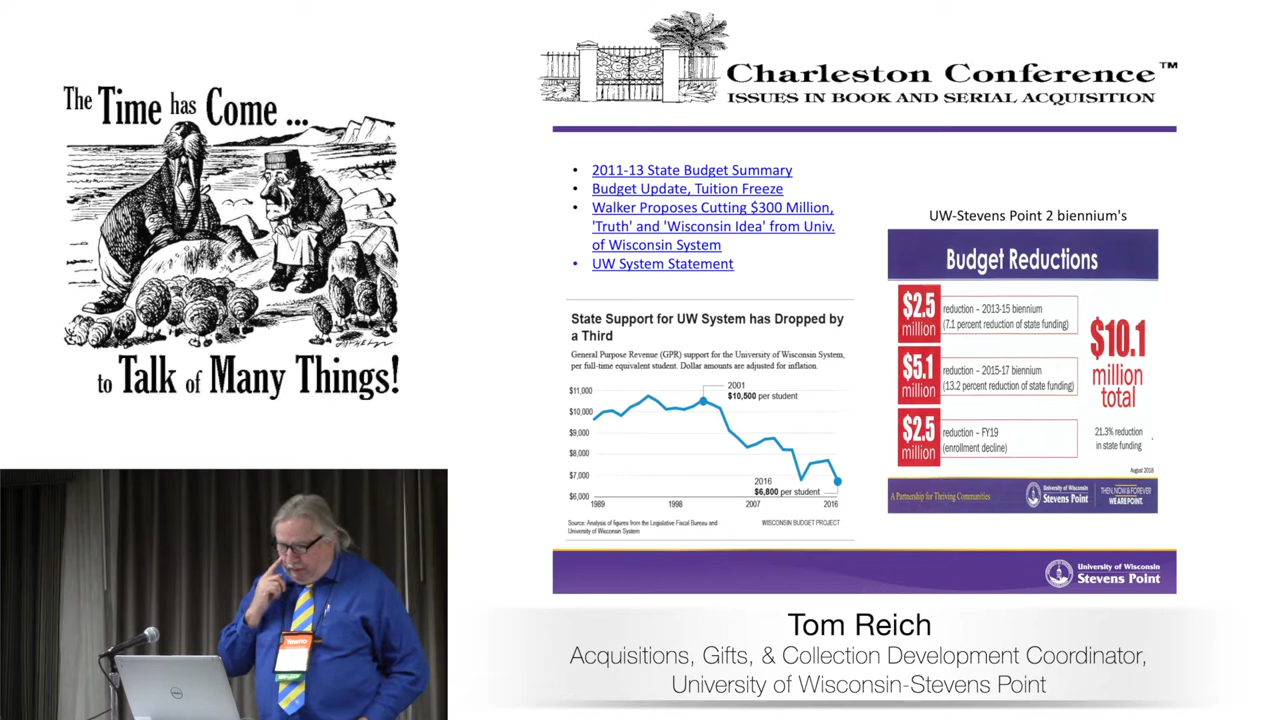 The Time has Come ...
to Talk of Many Things!
Charleston Conference™
ISSUES IN BOOK AND SERIAL ACQUISITION
• 2011-13 State Budget Summary
• Budget Update, Tuition Freeze
• Walker Proposes Cutting $300 Million,
'Truth' and 'Wisconsin Idea' from Univ.
of Wisconsin System
• UW System Statement
State Support for UW System has Dropped by
a Third
General Purpose Revenue (GPR) support for the University of Wisconsin System,
per full-time equivalent student. Dollar amounts are adjusted for inflation.
$11,000
$10,000
$9,000
$8,000
$7,000
$6,000
2001
$10,500 per student
2016
$6,800 per student
1989 1998 2007 2016
Source: Analysis of figures from the Legislative Fiscal Bureau and
University of Wisconsin System
WISCONSIN BUDGET PROJECT
UW-Stevens Point 2 biennium's
Budget Reductions
$2.5
million
reduction – 2013-15 biennium
(7.1 percent reduction of state funding)
$5.1
million
reduction – 2015-17 biennium
(13.2 percent reduction of state funding)
$2.5
million
reduction – FY19
(enrollment decline)
$10.1
million
total
21.3% reduction
in state funding
August 2018
A Partnership for Thriving Communities
University of Wisconsin
Stevens Point
THEN, NOW & FOREVER
WE ARE POINT.
University of Wisconsin
Stevens Point
DELL
Tom Reich
Acquisitions, Gifts, & Collection Development Coordinator,
University of Wisconsin-Stevens Point